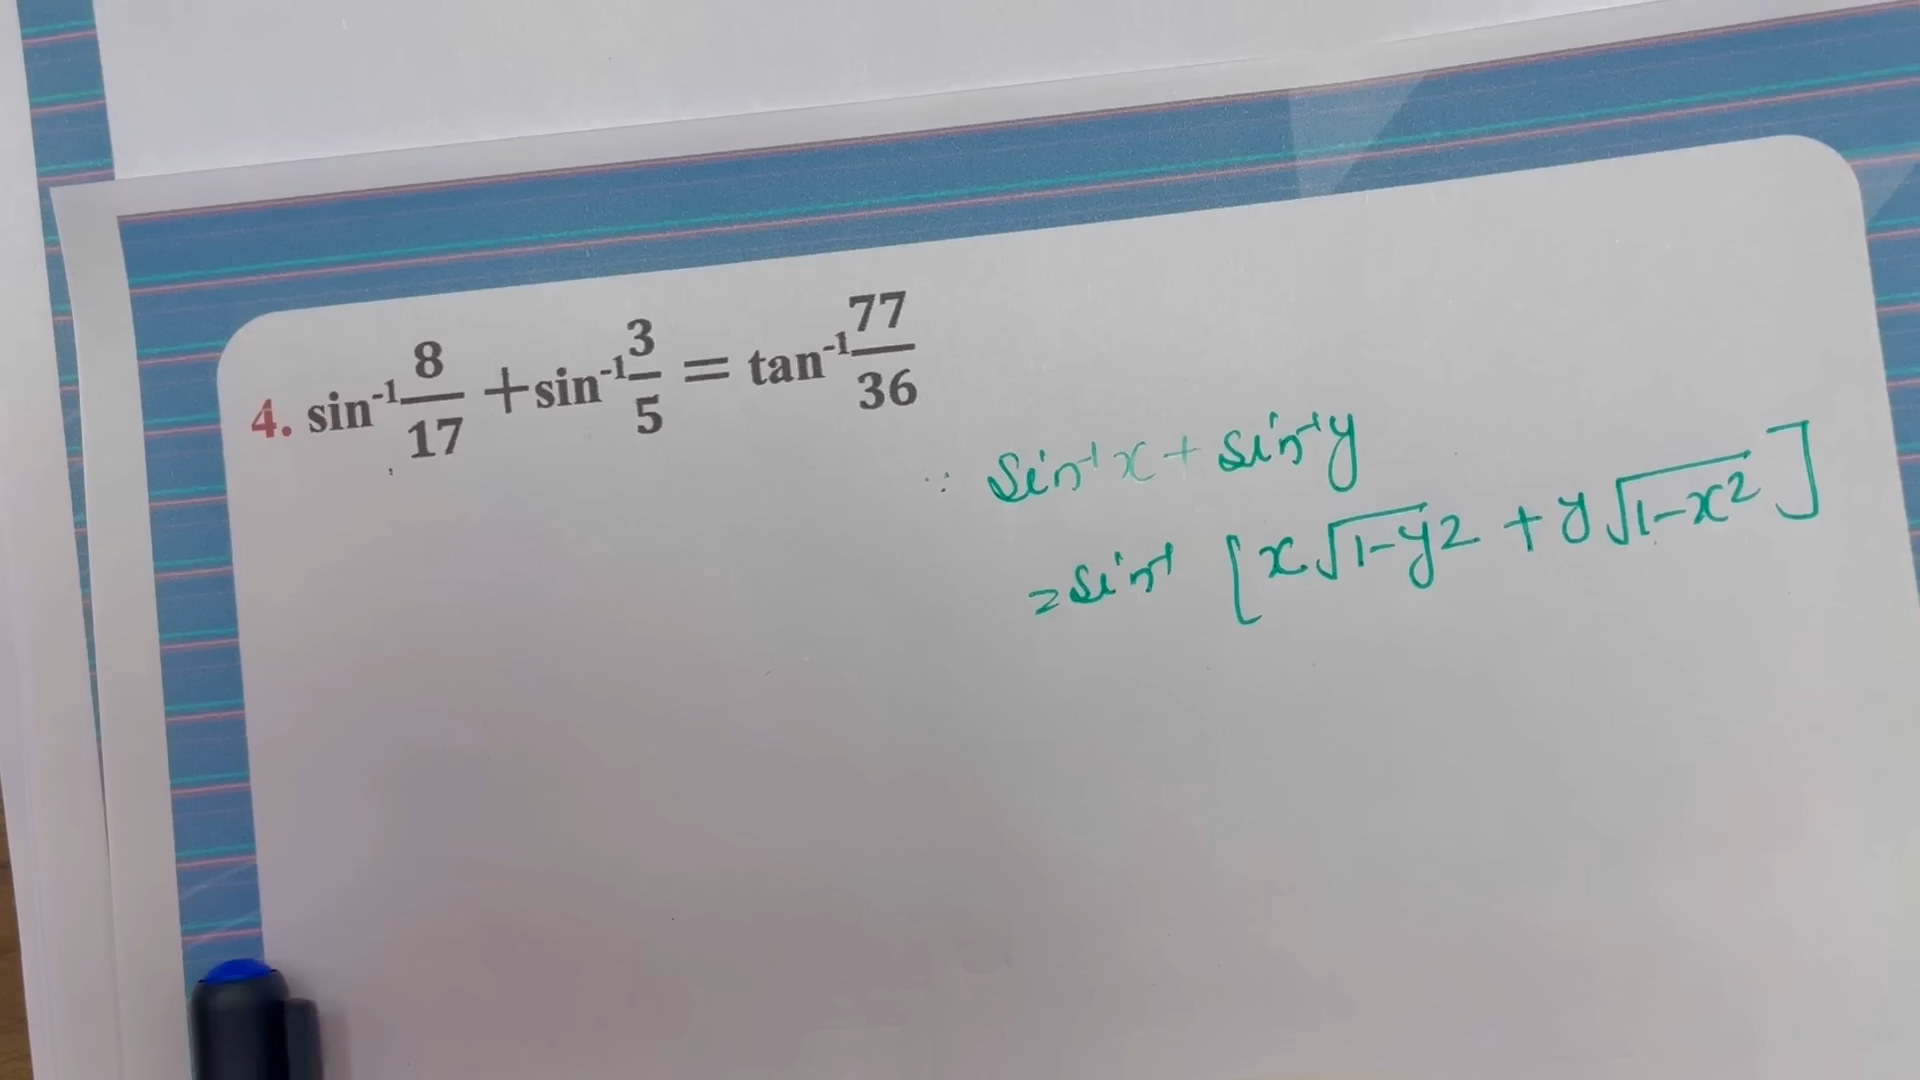 4. sin⁻¹ 8/17 + sin⁻¹ 3/5 = tan⁻¹ 77/36
∵ sin⁻¹x + sin⁻¹y
= sin⁻¹ [x√1-y2 + y√1-x²]